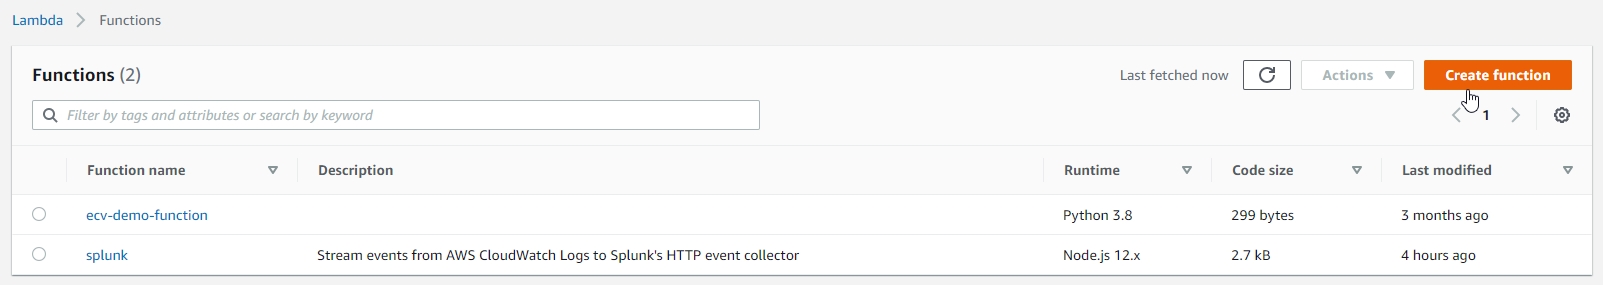 Lambda Functions
Functions (2) Last fetched now Actions Create function
Filter by tags and attributes or search by keyword 1
Function name Description Runtime Code size Last modified
ecv-demo-function Python 3.8 299 bytes 3 months ago
splunk Stream events from AWS CloudWatch Logs to Splunk's HTTP event collector Node.js 12.x 2.7 kB 4 hours ago